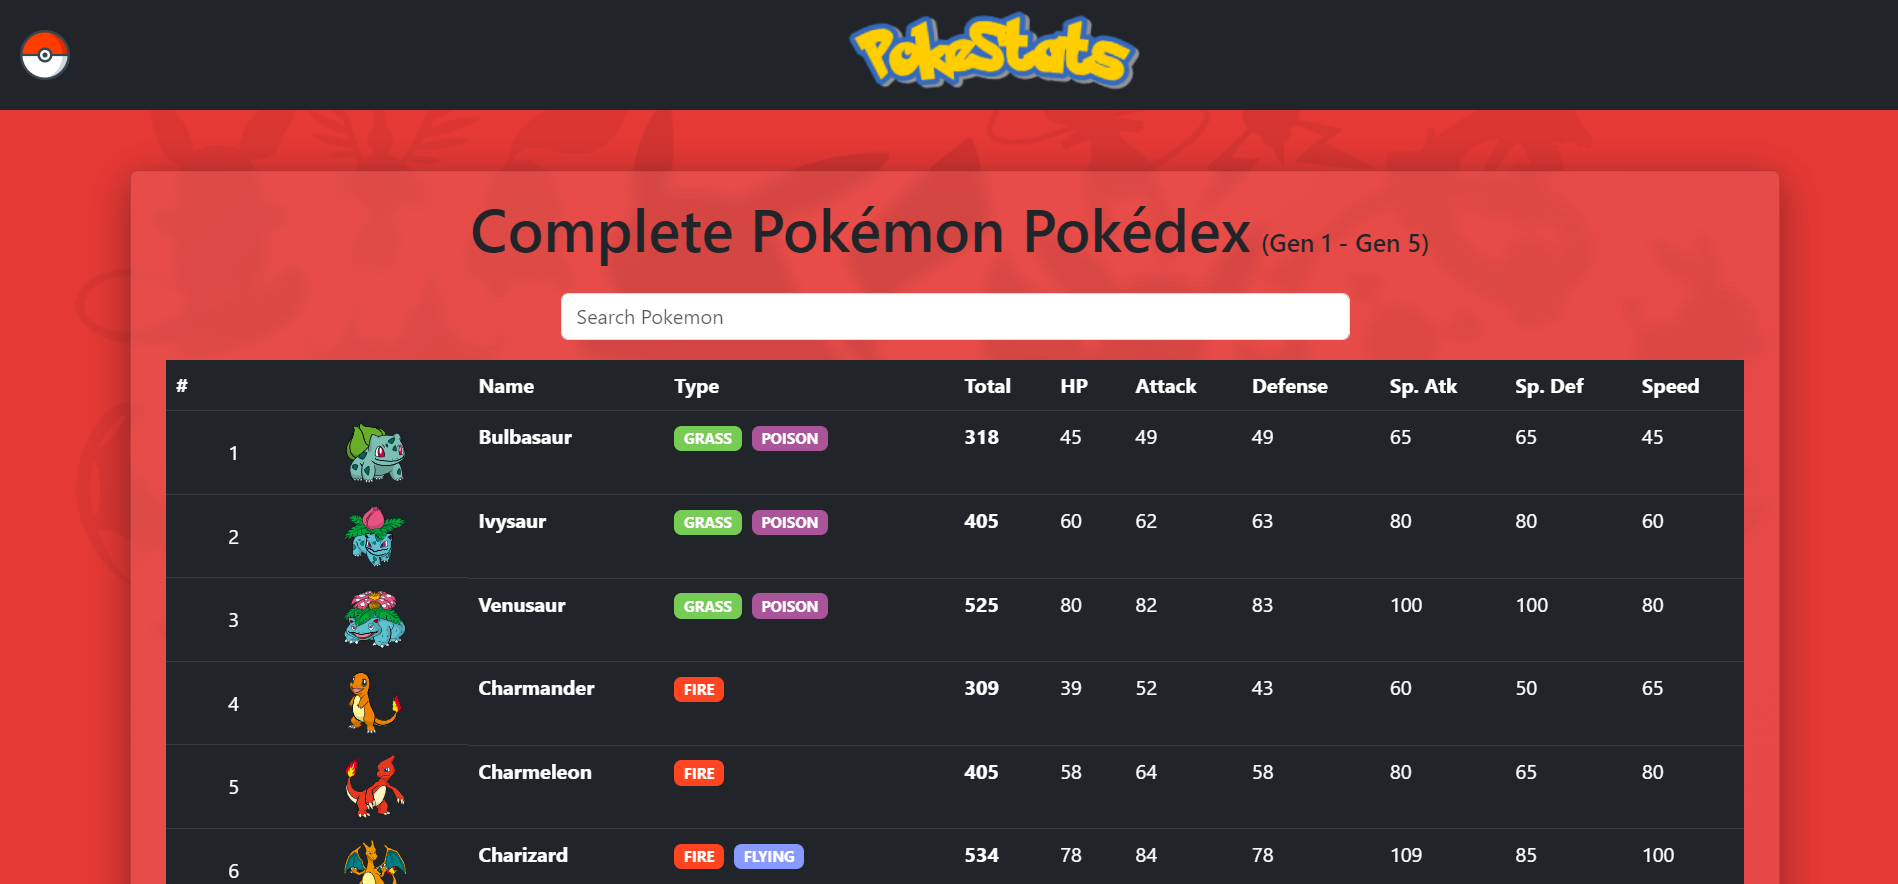 PokeStats
Complete Pokémon Pokédex (Gen 1 - Gen 5)
Search Pokemon
# Name Type Total HP Attack Defense Sp. Atk Sp. Def Speed
1 Bulbasaur GRASS POISON 318 45 49 49 65 65 45
2 Ivysaur GRASS POISON 405 60 62 63 80 80 60
3 Venusaur GRASS POISON 525 80 82 83 100 100 80
4 Charmander FIRE 309 39 52 43 60 50 65
5 Charmeleon FIRE 405 58 64 58 80 65 80
6 Charizard FIRE FLYING 534 78 84 78 109 85 100